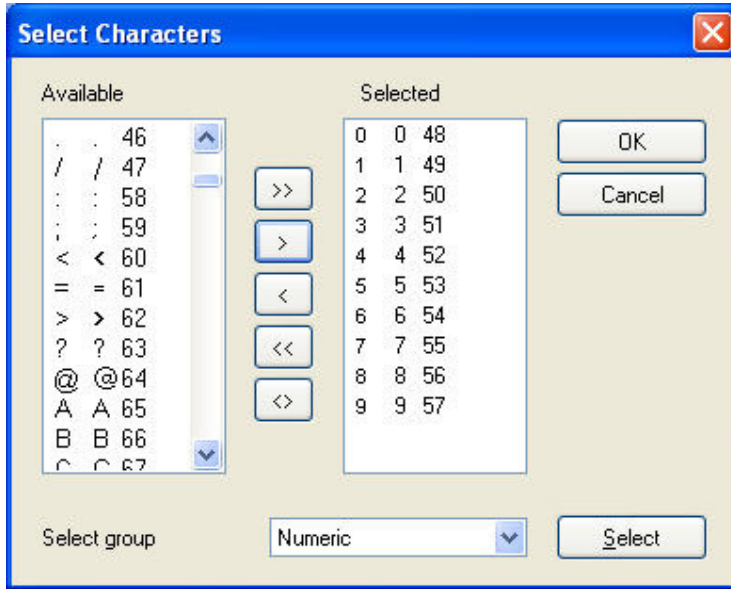 Select Characters
Available
. . 46
/ / 47
: : 58
; ; 59
< < 60
= = 61
> > 62
? ? 63
@ @ 64
A A 65
B B 66
C C 67
>>
>
<
<<
<>
Selected
0 0 48
1 1 49
2 2 50
3 3 51
4 4 52
5 5 53
6 6 54
7 7 55
8 8 56
9 9 57
OK
Cancel
Select group
Numeric
Select